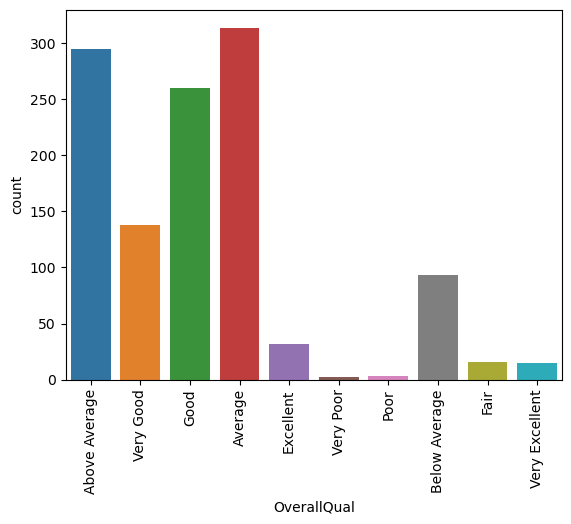 300
250
200
150
100
50
0
count
Above Average
Very Good
Good
Average
Excellent
Very Poor
Poor
Below Average
Fair
Very Excellent
OverallQual